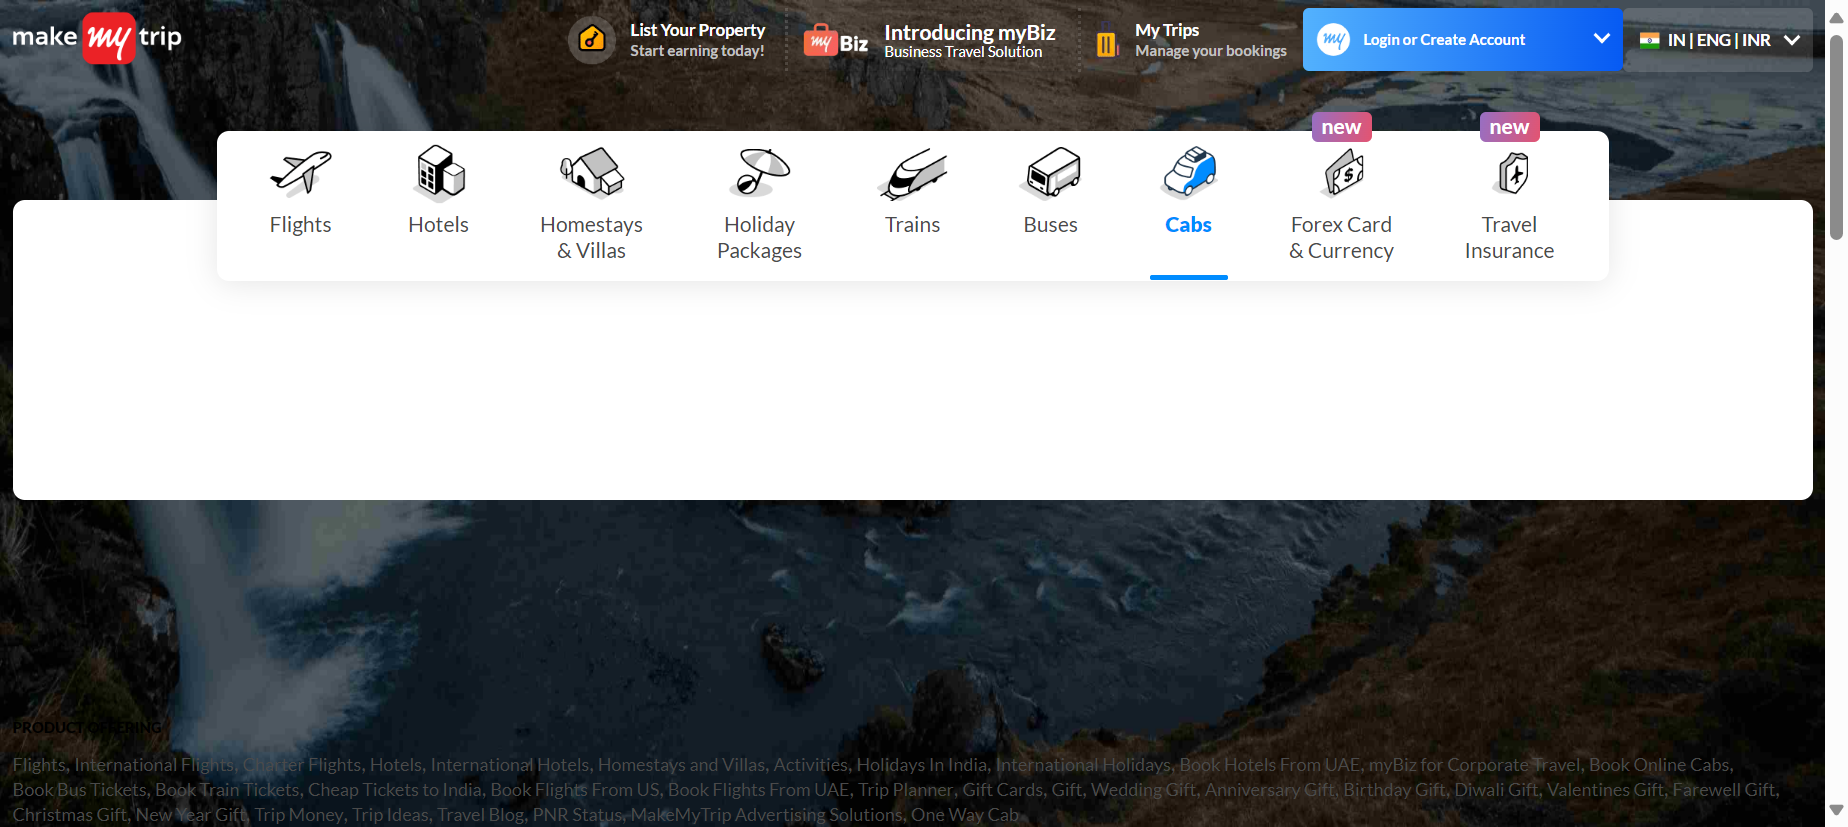 make my trip
List Your Property
Start earning today!
my Biz
Introducing myBiz
Business Travel Solution
My Trips
Manage your bookings
my
Login or Create Account
IN | ENG | INR
new
new
Flights
Hotels
Homestays
& Villas
Holiday
Packages
Trains
Buses
Cabs
Forex Card
& Currency
Travel
Insurance
PRODUCT OFFERING
Flights, International Flights, Charter Flights, Hotels, International Hotels, Homestays and Villas, Activities, Holidays In India, International Holidays, Book Hotels From UAE, myBiz for Corporate Travel, Book Online Cabs,
Book Bus Tickets, Book Train Tickets, Cheap Tickets to India, Book Flights From US, Book Flights From UAE, Trip Planner, Gift Cards, Gift, Wedding Gift, Anniversary Gift, Birthday Gift, Diwali Gift, Valentines Gift, Farewell Gift,
Christmas Gift, New Year Gift, Trip Money, Trip Ideas, Travel Blog, PNR Status, MakeMyTrip Advertising Solutions, One Way Cab